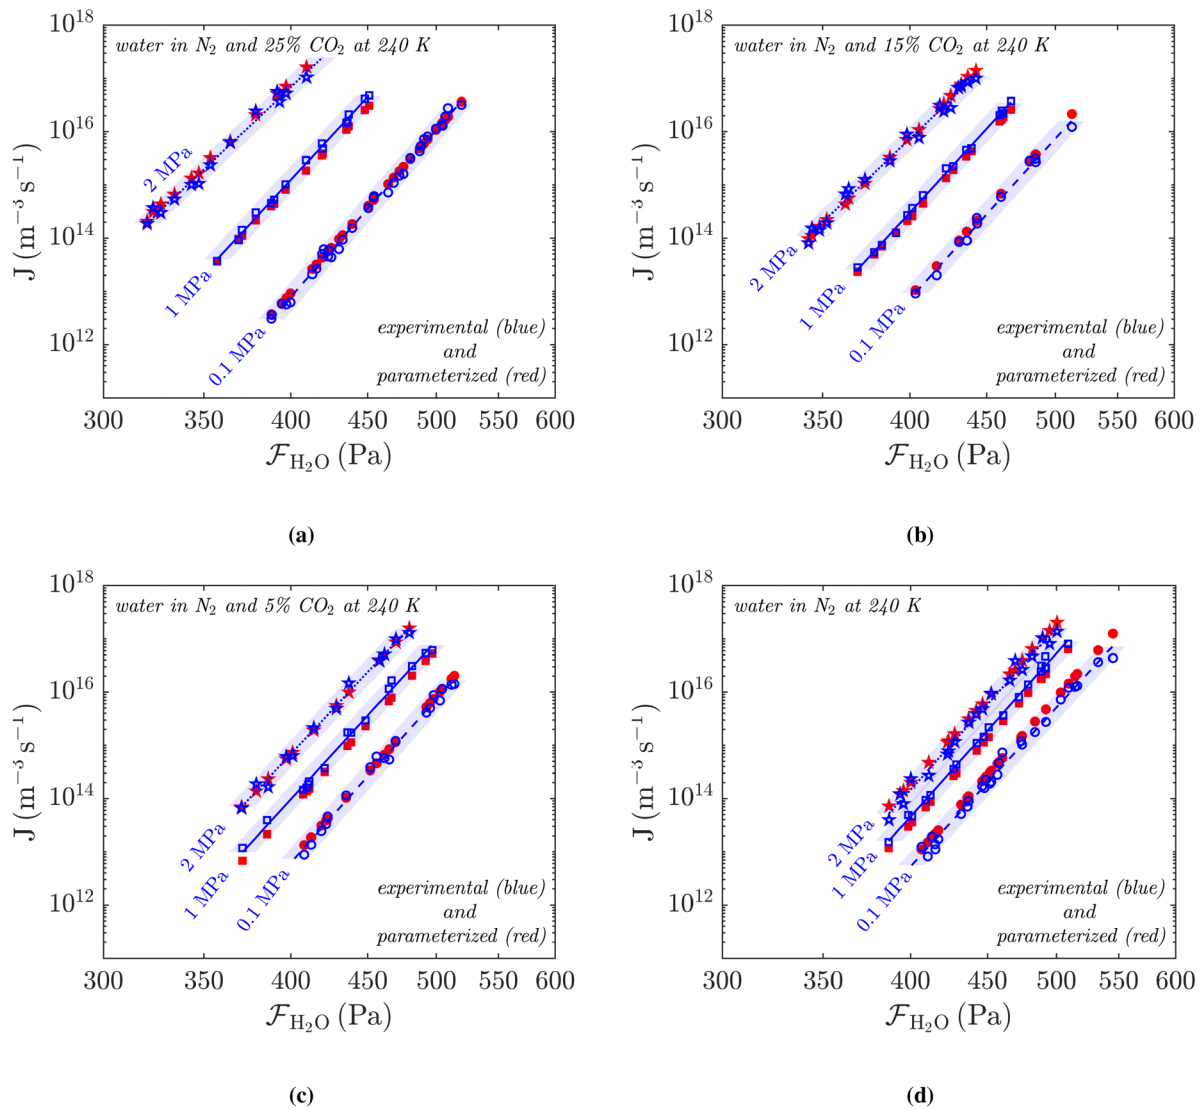 10^18
10^16
10^14
10^12
J (m^−3 s^−1)
water in N₂ and 25% CO₂ at 240 K
2 MPa
1 MPa
0.1 MPa
experimental (blue)
and
parameterized (red)
300 350 400 450 500 550 600
ℱ_H₂O (Pa)
(a)
10^18
10^16
10^14
10^12
J (m^−3 s^−1)
water in N₂ and 15% CO₂ at 240 K
2 MPa
1 MPa
0.1 MPa
experimental (blue)
and
parameterized (red)
300 350 400 450 500 550 600
ℱ_H₂O (Pa)
(b)
10^18
10^16
10^14
10^12
J (m^−3 s^−1)
water in N₂ and 5% CO₂ at 240 K
2 MPa
1 MPa
0.1 MPa
experimental (blue)
and
parameterized (red)
300 350 400 450 500 550 600
ℱ_H₂O (Pa)
(c)
10^18
10^16
10^14
10^12
J (m^−3 s^−1)
water in N₂ at 240 K
2 MPa
1 MPa
0.1 MPa
experimental (blue)
and
parameterized (red)
300 350 400 450 500 550 600
ℱ_H₂O (Pa)
(d)